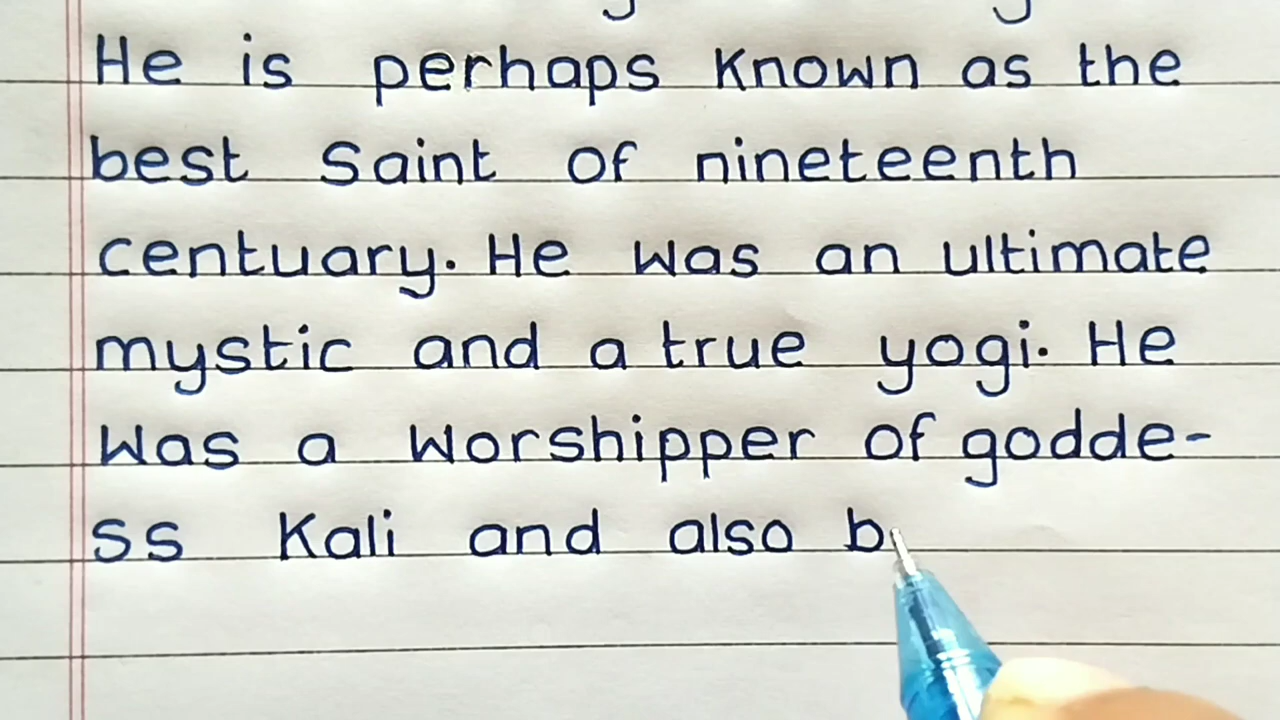 He is perhaps known as the
best Saint of nineteenth
centuary. He was an ultimate
mystic and a true yogi. He
was a worshipper of godde-
ss Kali and also b